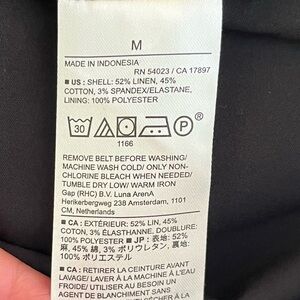 M
MADE IN INDONESIA
RN 54023 / CA 17897
■ US : SHELL: 52% LINEN, 45%
COTTON, 3% SPANDEX/ELASTANE,
LINING: 100% POLYESTER
30 P
1166
REMOVE BELT BEFORE WASHING/
MACHINE WASH COLD/ ONLY NON-
CHLORINE BLEACH WHEN NEEDED/
TUMBLE DRY LOW/ WARM IRON
Gap (RHC) B.V. Luna ArenA
Herikerbergweg 238 Amsterdam, 1101
CM, Netherlands
■ CA : EXTÉRIEUR: 52% LIN, 45%
COTON, 3% ÉLASTHANNE, DOUBLURE:
100% POLYESTER ■ JP : 表地: 52%
麻, 45% 綿, 3% ポリウレタン, 裏地:
100% ポリエステル
■ CA : RETIRER LA CEINTURE AVANT
LAVAGE / LAVER À LA MACHINE À L'EAU
FROIDE / UTILISER AU BESOIN UN
AGENT DE BLANCHIMENT SANS